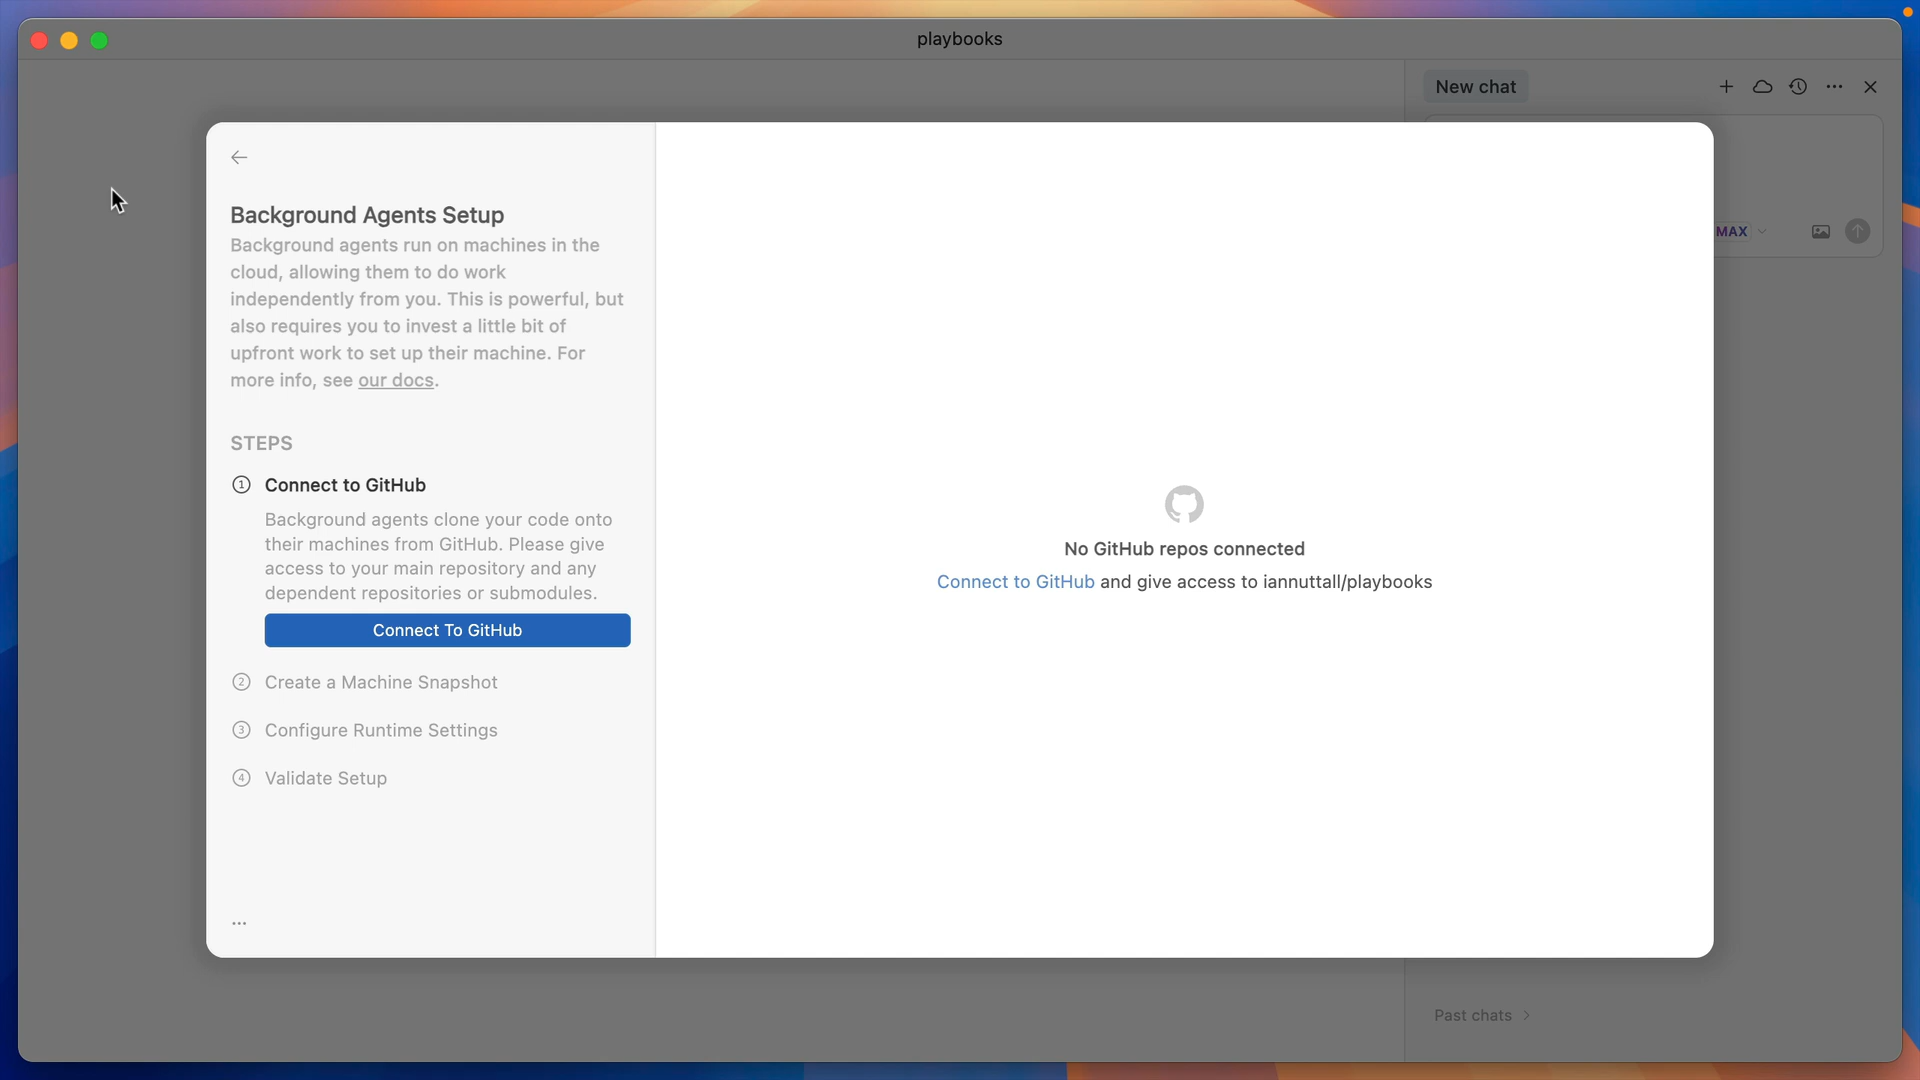 playbooks
New chat
MAX
Background Agents Setup
Background agents run on machines in the
cloud, allowing them to do work
independently from you. This is powerful, but
also requires you to invest a little bit of
upfront work to set up their machine. For
more info, see our docs.
STEPS
1 Connect to GitHub
Background agents clone your code onto
their machines from GitHub. Please give
access to your main repository and any
dependent repositories or submodules.
Connect To GitHub
2 Create a Machine Snapshot
3 Configure Runtime Settings
4 Validate Setup
...
No GitHub repos connected
Connect to GitHub and give access to iannuttall/playbooks
Past chats